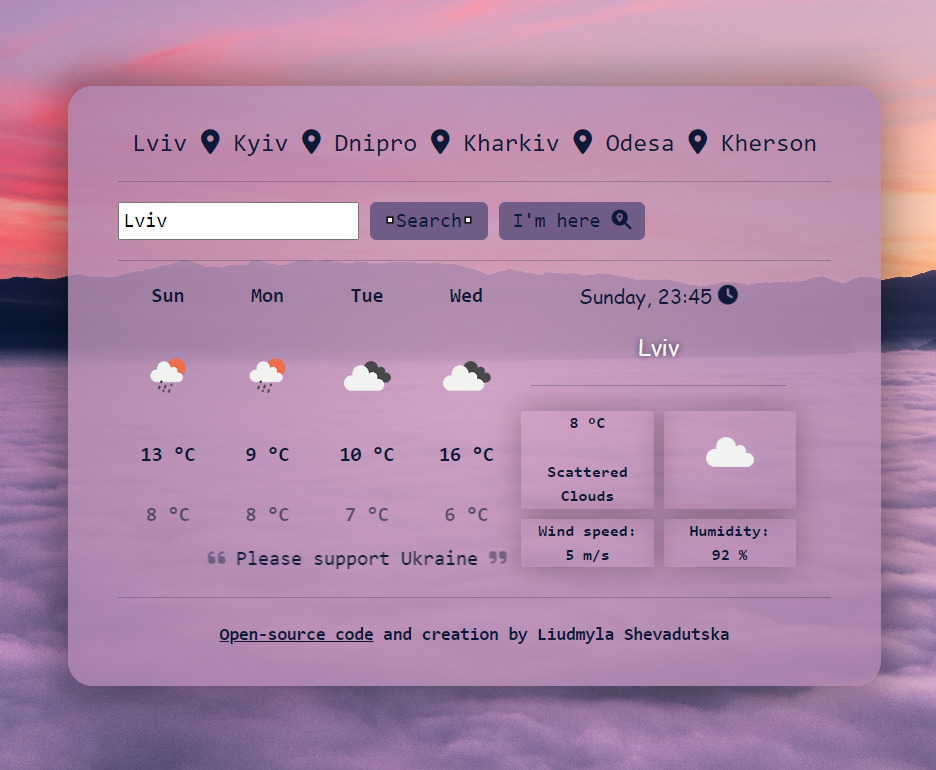 Lviv Kyiv Dnipro Kharkiv Odesa Kherson
Lviv
▫Search▫
I'm here
Sun Mon Tue Wed
13 °C 9 °C 10 °C 16 °C
8 °C 8 °C 7 °C 6 °C
❝ Please support Ukraine ❞
Sunday, 23:45
Lviv
8 °C
Scattered
Clouds
Wind speed:
5 m/s
Humidity:
92 %
Open-source code and creation by Liudmyla Shevadutska